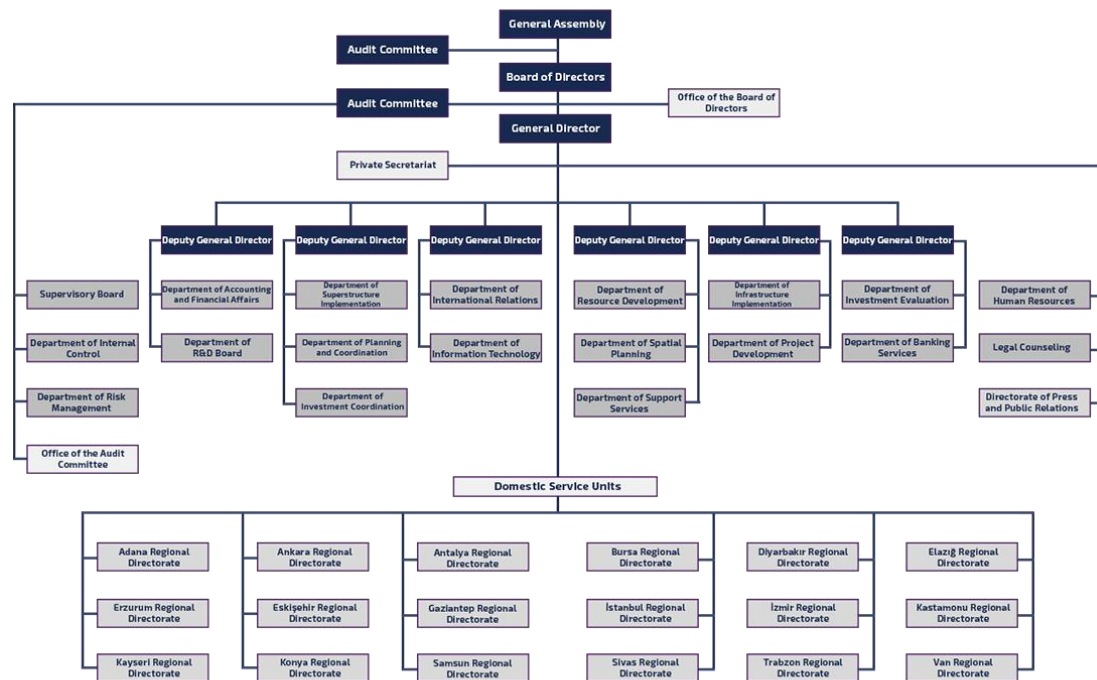 General Assembly
Audit Committee
Board of Directors
Audit Committee
Office of the Board of
Directors
General Director
Private Secretariat
Deputy General Director
Deputy General Director
Deputy General Director
Deputy General Director
Deputy General Director
Deputy General Director
Supervisory Board
Department of Accounting
and Financial Affairs
Department of
Superstructure
Implementation
Department of
International Relations
Department of
Resource Development
Department of
Infrastructure
Implementation
Department of
Investment Evaluation
Department of
Human Resources
Department of Internal
Control
Department of
R&D Board
Department of Planning
and Coordination
Department of
Information Technology
Department of Spatial
Planning
Department of Project
Development
Department of Banking
Services
Legal Counseling
Department of Risk
Management
Department of
Investment Coordination
Department of Support
Services
Directorate of Press
and Public Relations
Office of the Audit
Committee
Domestic Service Units
Adana Regional
Directorate
Ankara Regional
Directorate
Antalya Regional
Directorate
Bursa Regional
Directorate
Diyarbakır Regional
Directorate
Elazığ Regional
Directorate
Erzurum Regional
Directorate
Eskişehir Regional
Directorate
Gaziantep Regional
Directorate
İstanbul Regional
Directorate
İzmir Regional
Directorate
Kastamonu Regional
Directorate
Kayseri Regional
Directorate
Konya Regional
Directorate
Samsun Regional
Directorate
Sivas Regional
Directorate
Trabzon Regional
Directorate
Van Regional
Directorate